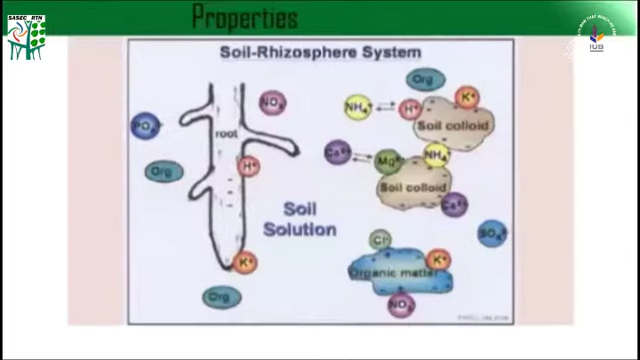 Properties
SASEC RTN
IUB
Soil-Rhizosphere System
Org
NH₄⁺
H⁺
K⁺
NO₃
PO₄
root
Soil colloid
Org
H⁺
Ca²⁺
Mg²⁺
NH₄⁺
Soil colloid
Ca²⁺
Soil
Solution
SO₄
K⁺
Cl⁻
K⁺
Organic matter
Org
NO₃